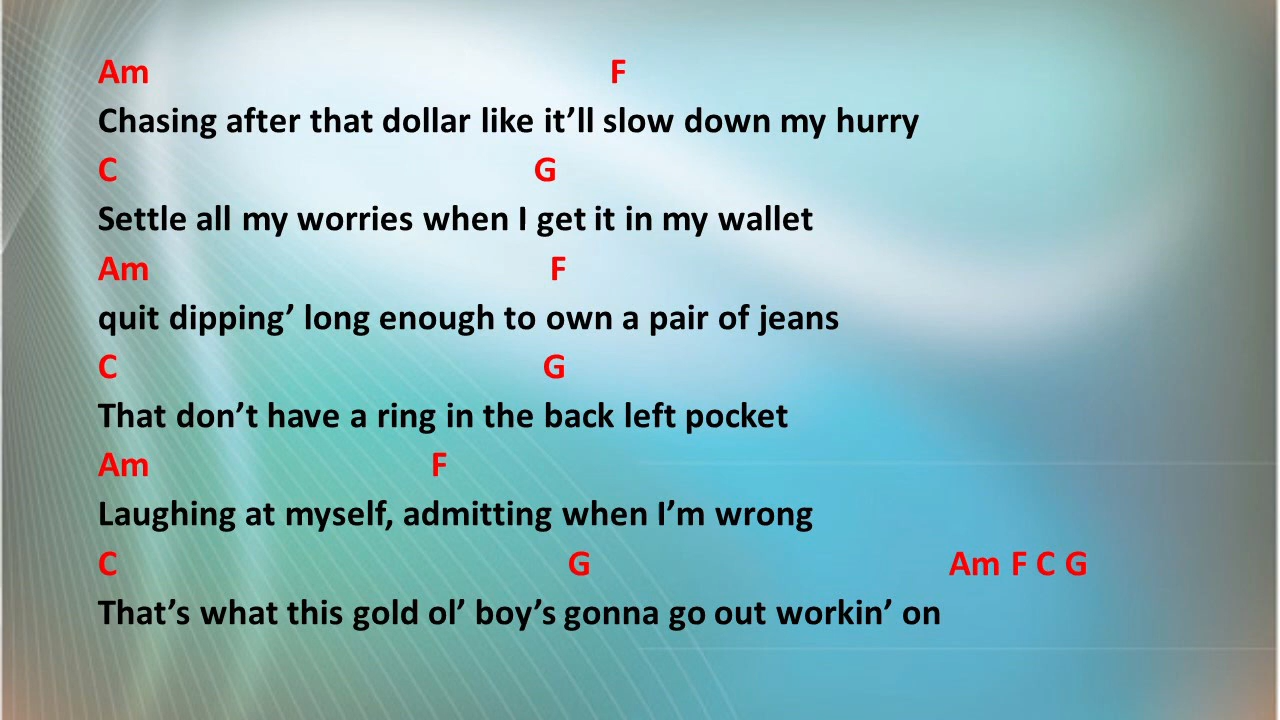 Am F
Chasing after that dollar like it’ll slow down my hurry
C G
Settle all my worries when I get it in my wallet
Am F
quit dipping’ long enough to own a pair of jeans
C G
That don’t have a ring in the back left pocket
Am F
Laughing at myself, admitting when I’m wrong
C G Am F C G
That’s what this gold ol’ boy’s gonna go out workin’ on